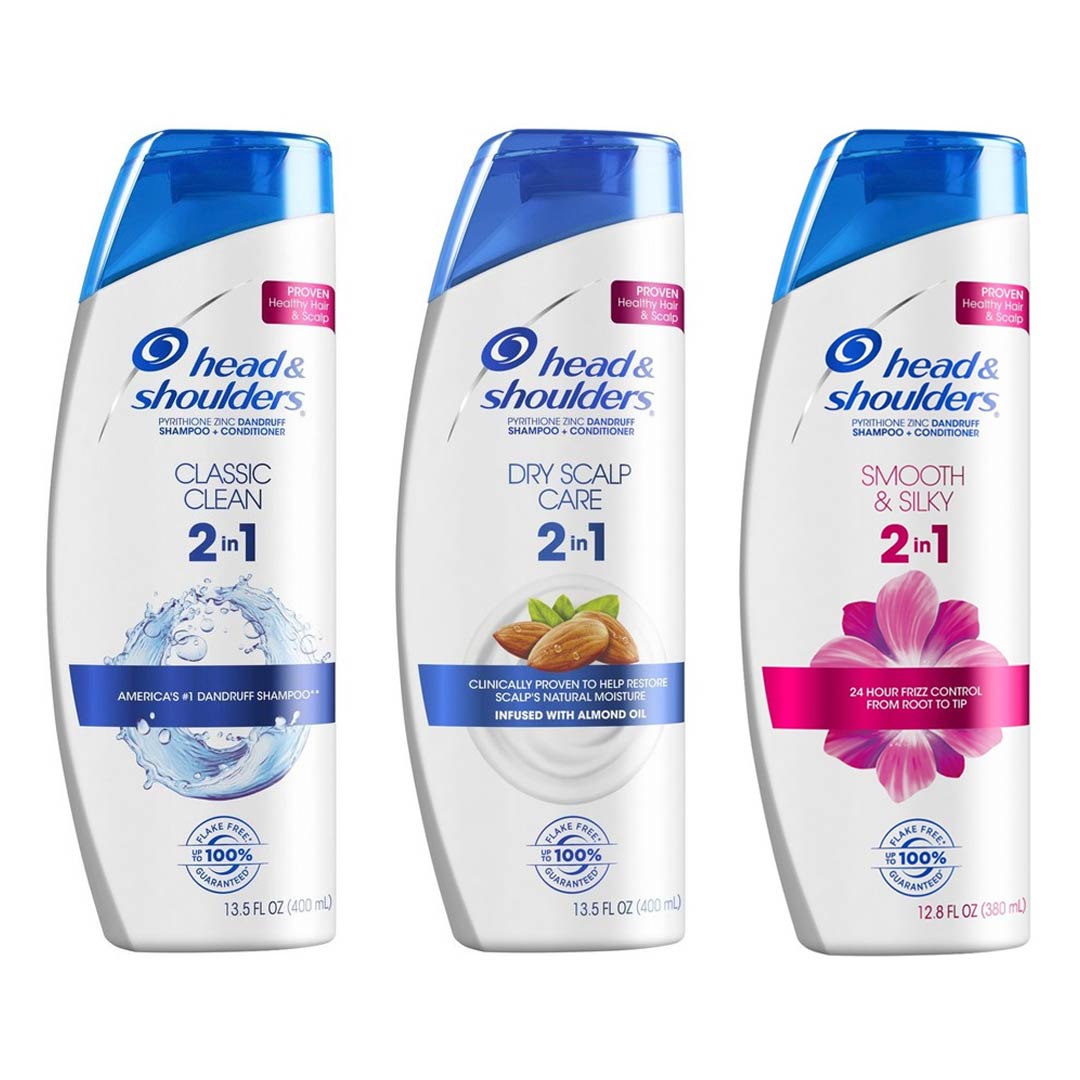 PROVEN
Healthy Hair
& Scalp
head &
shoulders®
PYRITHIONE ZINC DANDRUFF
SHAMPOO + CONDITIONER
CLASSIC
CLEAN
2 in 1
AMERICA'S #1 DANDRUFF SHAMPOO**
FLAKE FREE*
UP TO 100%
GUARANTEED
13.5 FL OZ (400 mL)
PROVEN
Healthy Hair
& Scalp
head &
shoulders®
PYRITHIONE ZINC DANDRUFF
SHAMPOO + CONDITIONER
DRY SCALP
CARE
2 in 1
CLINICALLY PROVEN TO HELP RESTORE
SCALP'S NATURAL MOISTURE
INFUSED WITH ALMOND OIL
FLAKE FREE*
UP TO 100%
GUARANTEED
13.5 FL OZ (400 mL)
PROVEN
Healthy Hair
& Scalp
head &
shoulders®
PYRITHIONE ZINC DANDRUFF
SHAMPOO + CONDITIONER
SMOOTH
& SILKY
2 in 1
24 HOUR FRIZZ CONTROL
FROM ROOT TO TIP
FLAKE FREE*
UP TO 100%
GUARANTEED
12.8 FL OZ (380 mL)